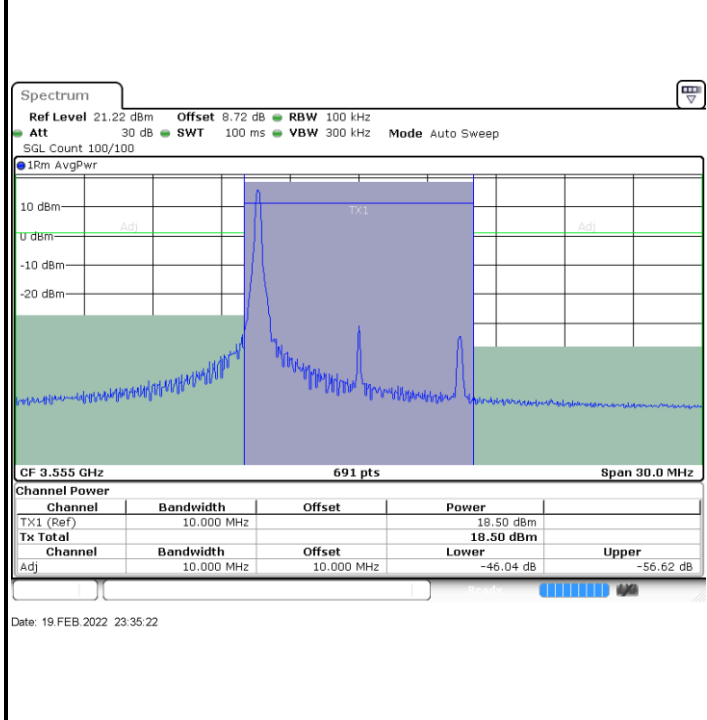 Spectrum
Ref Level 21.22 dBm Offset 8.72 dB RBW 100 kHz
Att 30 dB SWT 100 ms VBW 300 kHz Mode Auto Sweep
SGL Count 100/100
1Rm AvgPwr
10 dBm
TX1
Adj Adj
0 dBm
-10 dBm
-20 dBm
CF 3.555 GHz 691 pts Span 30.0 MHz
Channel Power
Channel Bandwidth Offset Power
TX1 (Ref) 10.000 MHz 18.50 dBm
Tx Total 18.50 dBm
Channel Bandwidth Offset Lower Upper
Adj 10.000 MHz 10.000 MHz -46.04 dB -56.62 dB
Ready
Date: 19.FEB.2022 23:35:22